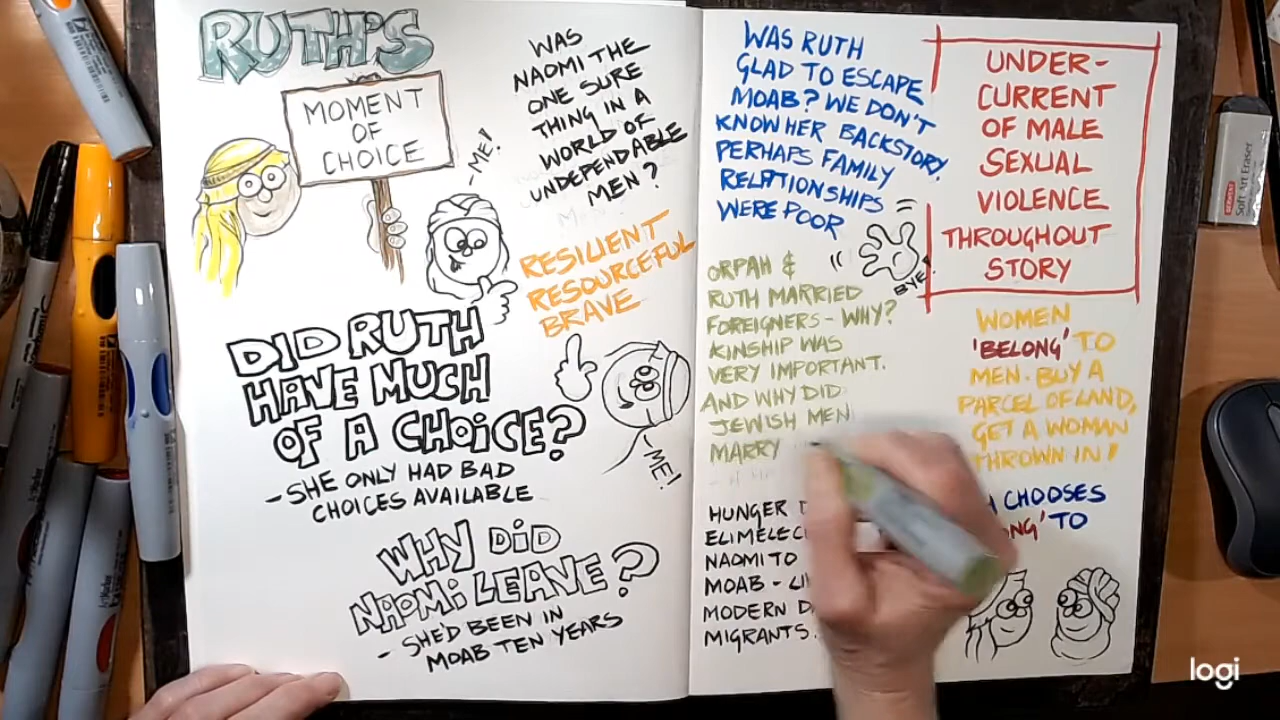 RUTH'S
MOMENT
OF
CHOICE
- ME!
WAS
NAOMI THE
ONE SURE
THING IN A
WORLD OF
UNDEPENDABLE
MEN?
RESILIENT
RESOURCEFUL
BRAVE
DID RUTH
HAVE MUCH
OF A CHOICE?
- SHE ONLY HAD BAD
CHOICES AVAILABLE
- ME!
WHY DID
NAOMI LEAVE?
- SHE'D BEEN IN
MOAB TEN YEARS
WAS RUTH
GLAD TO ESCAPE
MOAB? WE DON'T
KNOW HER BACKSTORY.
PERHAPS FAMILY
RELATIONSHIPS
WERE POOR
BYE!
ORPAH &
RUTH MARRIED
FOREIGNERS - WHY?
KINSHIP WAS
VERY IMPORTANT.
AND WHY DID
JEWISH MEN
MARRY
HUNGER
NAOMI TO
MOAB -
MODERN
MIGRANTS.
UNDER-
CURRENT
OF MALE
SEXUAL
VIOLENCE
THROUGHOUT
STORY
WOMEN
'BELONG' TO
MEN. BUY A
PARCEL OF LAND,
GET A WOMAN
THROWN IN!
CHOOSES
TO
STAEDTLER
Soft Art Eraser
logi